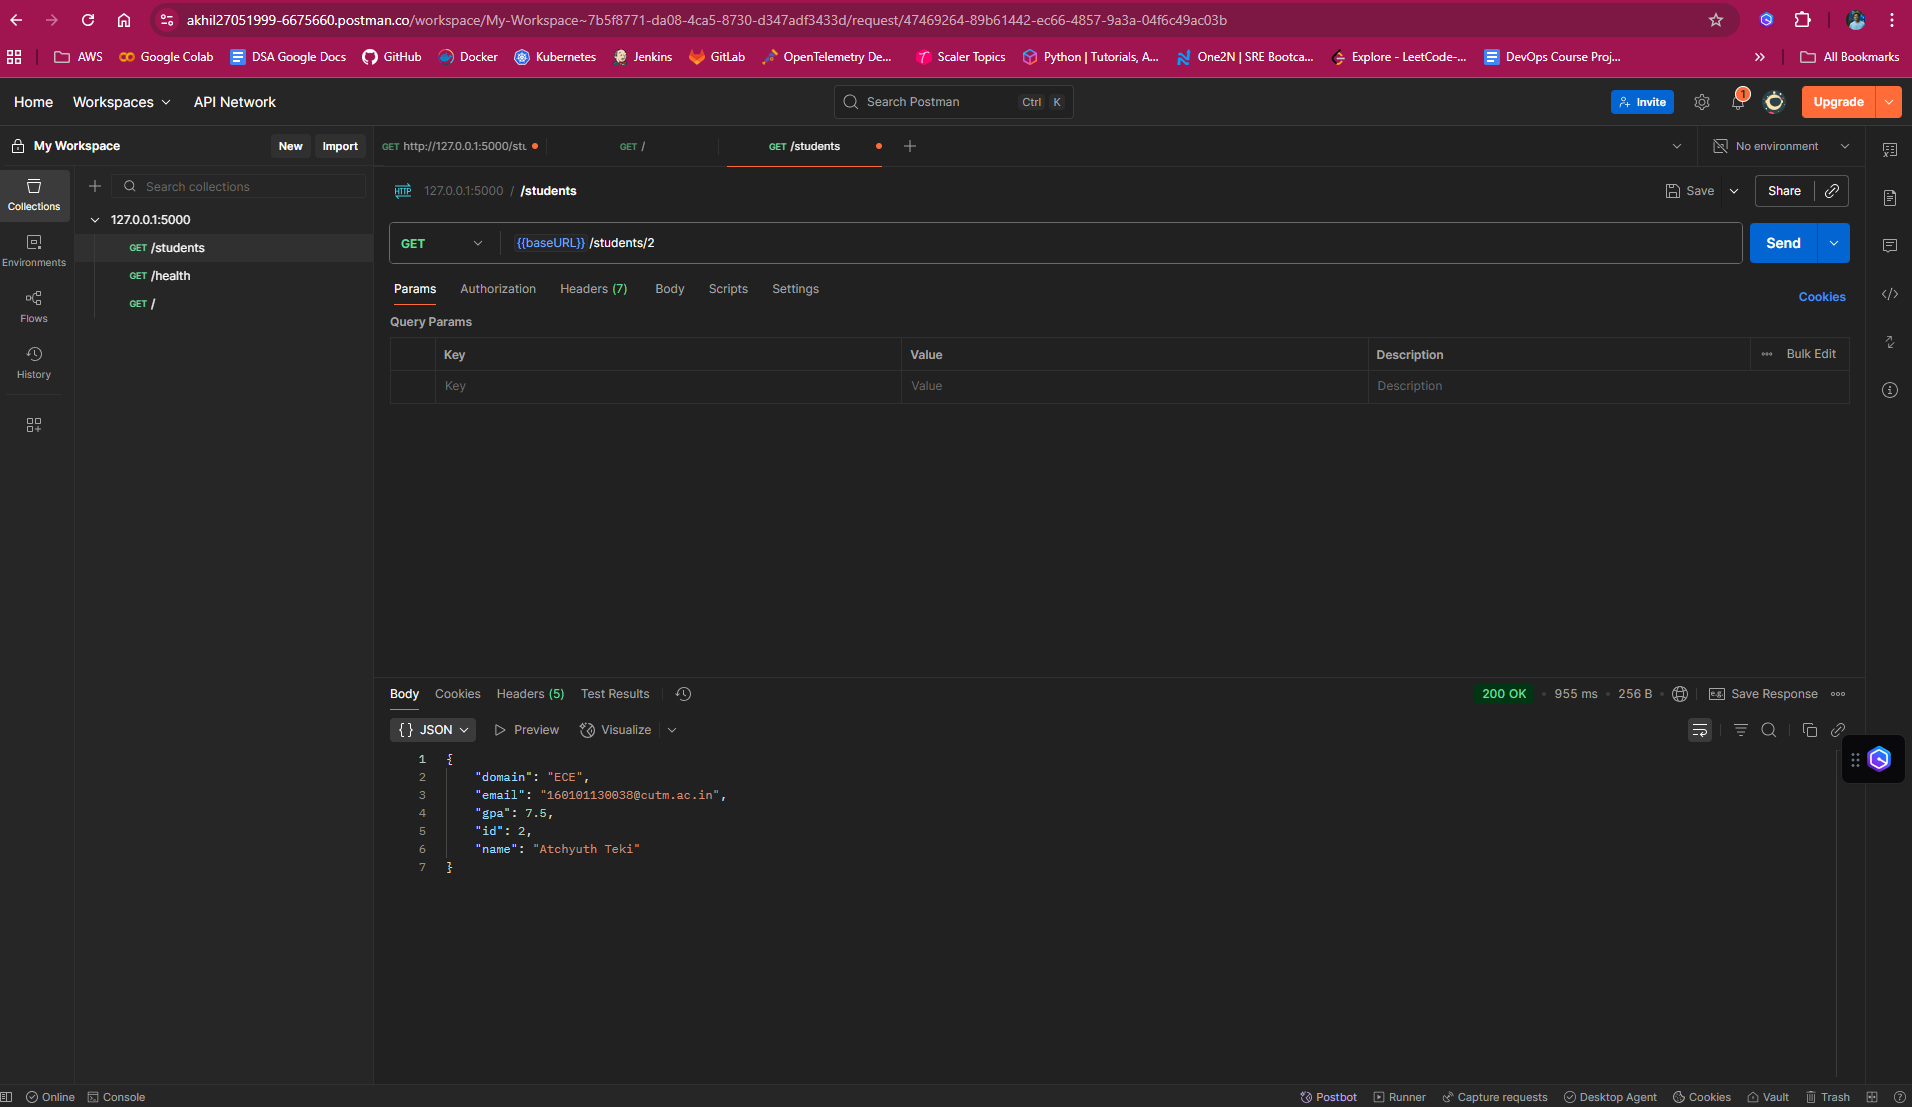 akhil27051999-6675660.postman.co/workspace/My-Workspace~7b5f8771-da08-4ca5-8730-d347adf3433d/request/47469264-89b61442-ec66-4857-9a3a-04f6c49ac03b
AWS Google Colab DSA Google Docs GitHub Docker Kubernetes Jenkins GitLab OpenTelemetry De... Scaler Topics Python | Tutorials, A... One2N | SRE Bootca... Explore - LeetCode-... DevOps Course Proj... » All Bookmarks
Home Workspaces API Network Search Postman Ctrl K Invite 1 Upgrade
My Workspace New Import GET http://127.0.0.1:5000/stu GET / GET /students No environment
Search collections 127.0.0.1:5000 / /students Save Share
Collections
127.0.0.1:5000
GET /students
GET /health
GET /
Environments
Flows
History
GET {{baseURL}} /students/2 Send
Params Authorization Headers (7) Body Scripts Settings Cookies
Query Params
Key Value Description Bulk Edit
Key Value Description
Body Cookies Headers (5) Test Results 200 OK 955 ms 256 B Save Response
{} JSON Preview Visualize
1 {
2 "domain": "ECE",
3 "email": "160101130038@cutm.ac.in",
4 "gpa": 7.5,
5 "id": 2,
6 "name": "Atchyuth Teki"
7 }
Online Console Postbot Runner Capture requests Desktop Agent Cookies Vault Trash